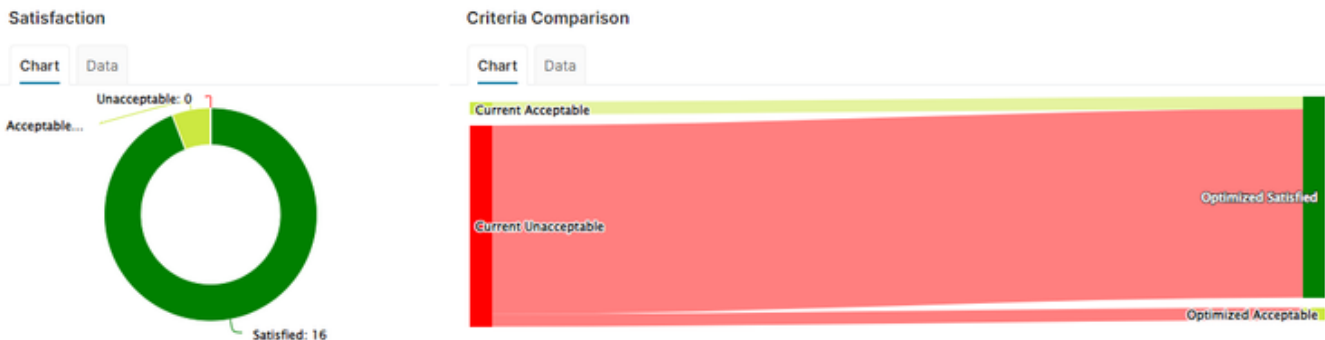 Satisfaction
Chart Data
Unacceptable: 0
Acceptable...
Satisfied: 16
Criteria Comparison
Chart Data
Current Acceptable
Optimized Satisfied
Current Unacceptable
Optimized Acceptable